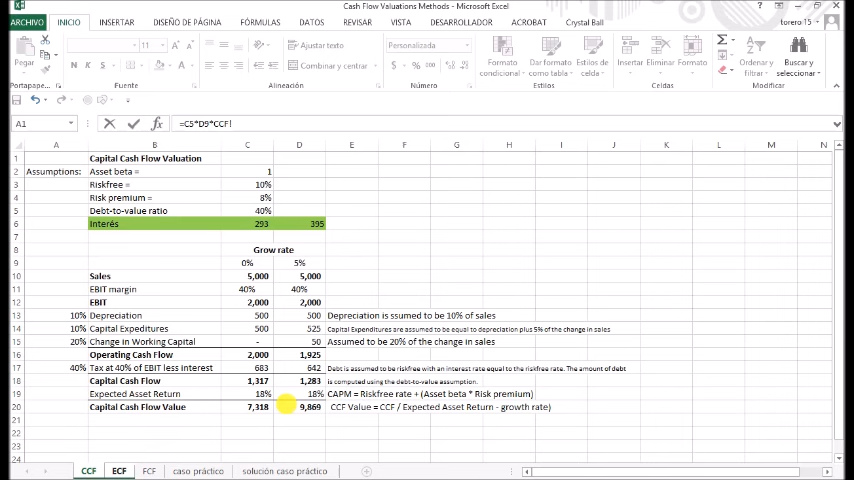 Cash Flow Valuations Methods - Microsoft Excel
ARCHIVO INICIO INSERTAR DISEÑO DE PÁGINA FÓRMULAS DATOS REVISAR VISTA DESARROLLADOR ACROBAT Crystal Ball torero 15
Pegar
N K S
Ajustar texto
Combinar y centrar
Personalizada
$ % 000
Formato condicional
Dar formato como tabla
Estilos de celda
Insertar Eliminar Formato
Ordenar y filtrar
Buscar y seleccionar
Portapape... Fuente Alineación Número Estilos Celdas Modificar
A1 fx =C5*D9*CCF!
A B C D E F G H I J K L M N
1 Capital Cash Flow Valuation
2 Assumptions: Asset beta = 1
3 Riskfree = 10%
4 Risk premium = 8%
5 Debt-to-value ratio 40%
6 Interés 293 395
7
8 Grow rate
9 0% 5%
10 Sales 5,000 5,000
11 EBIT margin 40% 40%
12 EBIT 2,000 2,000
13 10% Depreciation 500 500 Depreciation is ssumed to be 10% of sales
14 10% Capital Expeditures 500 525 Capital Expenditures are assumed to be equal to depreciation plus 5% of the change in sales
15 20% Change in Working Capital - 50 Assumed to be 20% of the change in sales
16 Operating Cash Flow 2,000 1,925
17 40% Tax at 40% of EBIT less interest 683 642 Debt is assumed to be riskfree with an interest rate equal to the riskfree rate. The amount of debt
18 Capital Cash Flow 1,317 1,283 is computed using the debt-to-value assumption.
19 Expected Asset Return 18% 18% CAPM = Riskfree rate + (Asset beta * Risk premium)
20 Capital Cash Flow Value 7,318 9,869 CCF Value = CCF / Expected Asset Return - growth rate)
21
22
23
24
CCF ECF FCF caso práctico solución caso práctico